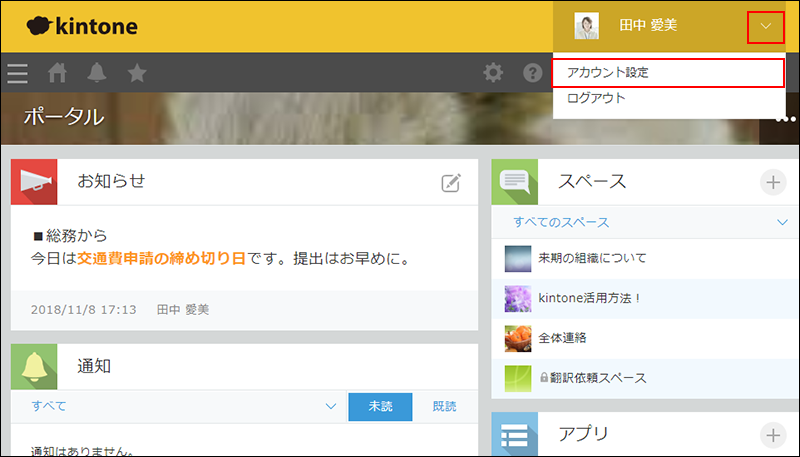 kintone
田中 愛美
アカウント設定
ログアウト
ポータル
お知らせ
■総務から
今日は交通費申請の締め切り日です。提出はお早めに。
2018/11/8 17:13 田中 愛美
通知
すべて
未読
既読
通知はありません。
スペース
すべてのスペース
来期の組織について
kintone活用方法！
全体連絡
翻訳依頼スペース
アプリ